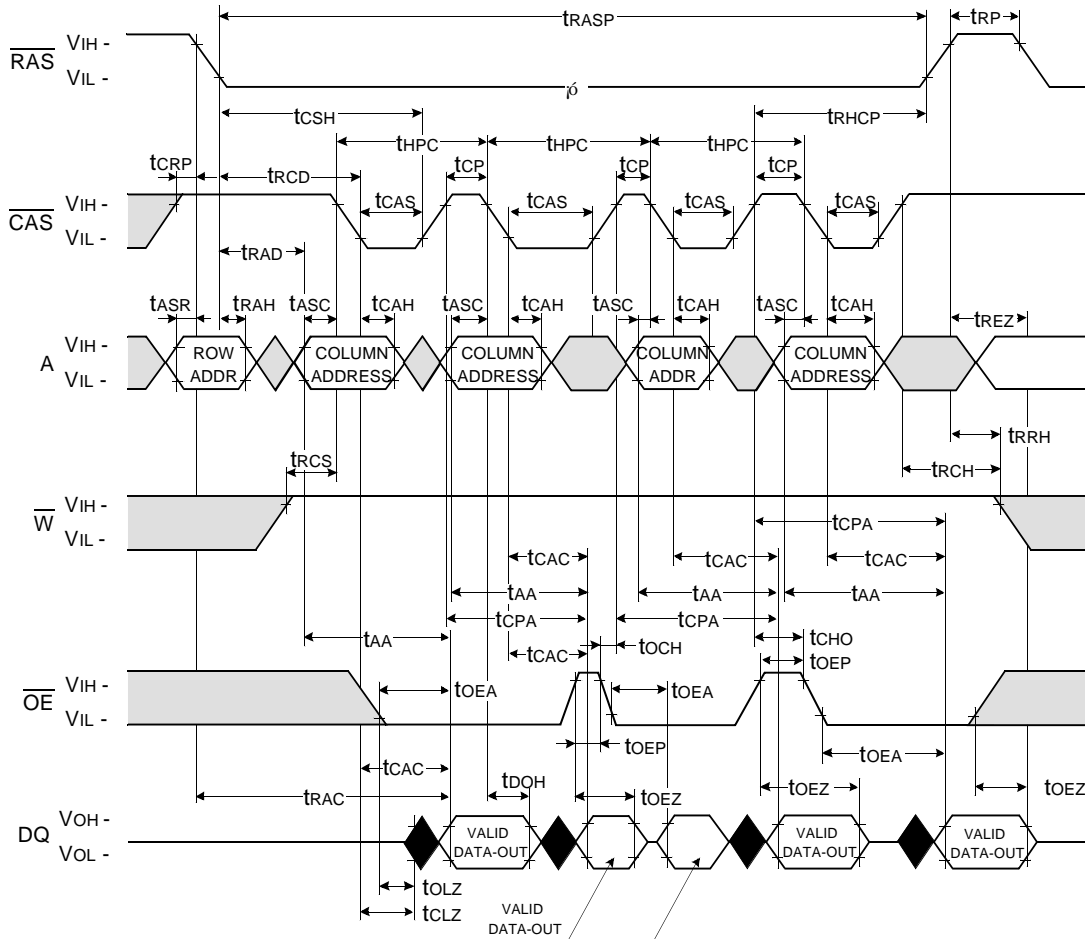 tRASP
tRP
RAS
VIH -
VIL -
tCSH
tRHCP
tHPC
tHPC
tHPC
tCRP
tRCD
tCP
tCP
tCP
CAS
VIH -
VIL -
tCAS
tCAS
tCAS
tCAS
tRAD
tASR
tRAH
tASC
tCAH
tASC
tCAH
tASC
tCAH
tASC
tCAH
tREZ
A
VIH -
VIL -
ROW
ADDR
COLUMN
ADDRESS
COLUMN
ADDRESS
COLUMN
ADDR
COLUMN
ADDRESS
tRRH
tRCS
tRCH
W
VIH -
VIL -
tCPA
tCAC
tCAC
tCAC
tAA
tAA
tAA
tCPA
tCPA
tAA
tCAC
tOCH
tCHO
tOEP
OE
VIH -
VIL -
tOEA
tOEA
tOEP
tOEA
tCAC
tDOH
tRAC
tOEZ
tOEZ
tOEZ
DQ
VOH -
VOL -
VALID
DATA-OUT
VALID
DATA-OUT
VALID
DATA-OUT
tOLZ
tCLZ
VALID
DATA-OUT